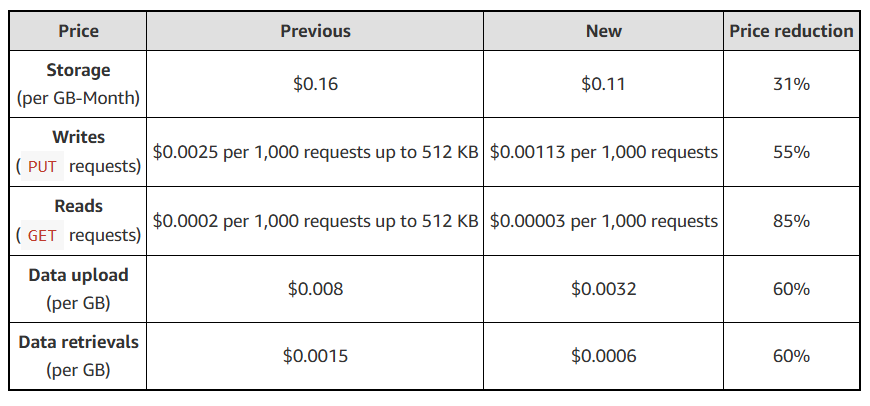 Price Previous New Price reduction
Storage
(per GB-Month) $0.16 $0.11 31%
Writes
( PUT requests) $0.0025 per 1,000 requests up to 512 KB $0.00113 per 1,000 requests 55%
Reads
( GET requests) $0.0002 per 1,000 requests up to 512 KB $0.00003 per 1,000 requests 85%
Data upload
(per GB) $0.008 $0.0032 60%
Data retrievals
(per GB) $0.0015 $0.0006 60%